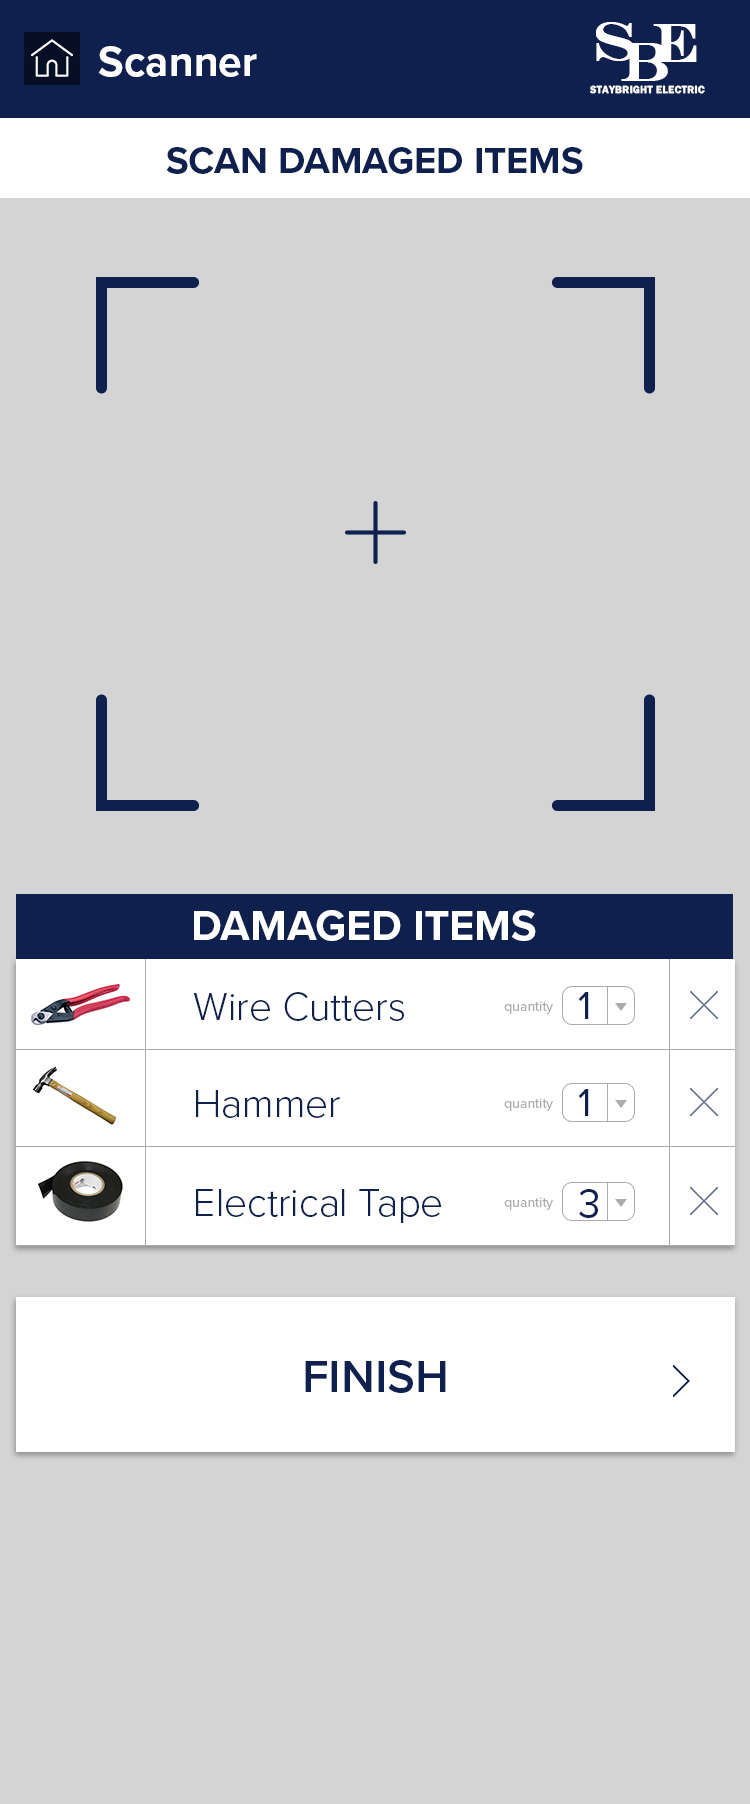 Scanner
SBE
STAYBRIGHT ELECTRIC
SCAN DAMAGED ITEMS
DAMAGED ITEMS
Wire Cutters quantity 1
Hammer quantity 1
Electrical Tape quantity 3
FINISH